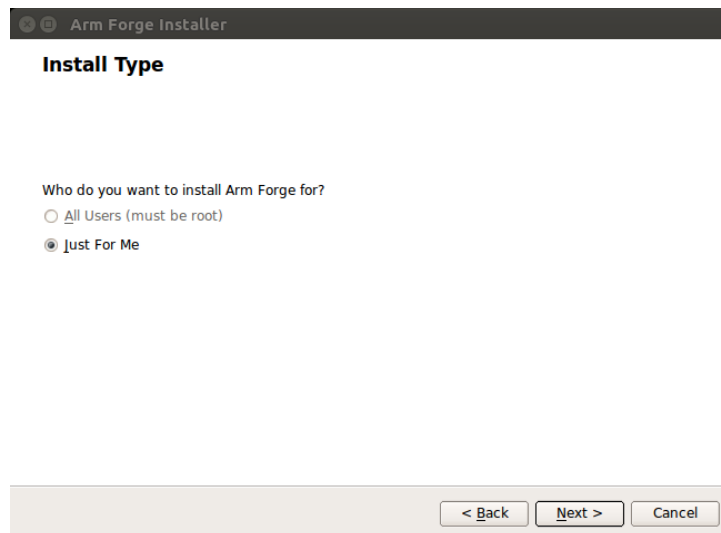 Arm Forge Installer
Install Type
Who do you want to install Arm Forge for?
All Users (must be root)
Just For Me
< Back Next > Cancel